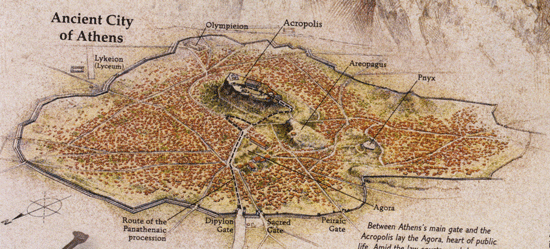 Ancient City
of Athens
Olympieion
Acropolis
Lykeion
(Lyceum)
Areopagus
Pnyx
Route of the
Panathenaic
procession
Dipylon
Gate
Sacred
Gate
Peiraic
Gate
Agora
Between Athens's main gate and the
Acropolis lay the Agora, heart of public
life. Amid the law